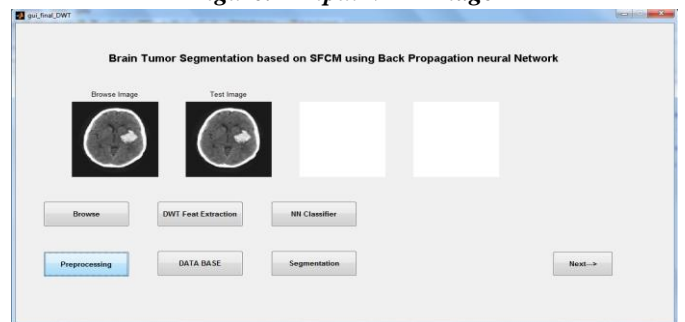 gui_final_DWT
Brain Tumor Segmentation based on SFCM using Back Propagation neural Network
Browse Image
Test Image
Browse
DWT Feat Extraction
NN Classifier
Preprocessing
DATA BASE
Segmentation
Next-->